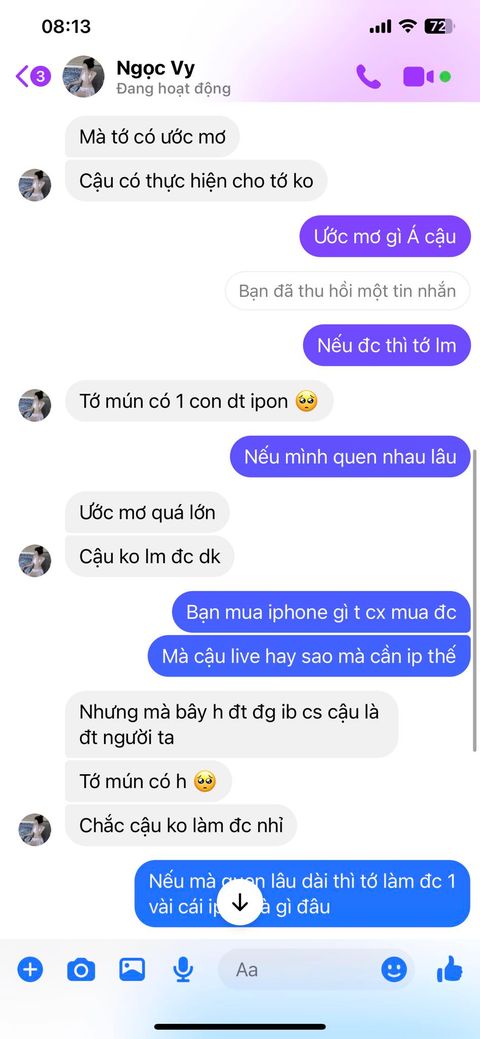 08:13
72
3
Ngọc Vy
Đang hoạt động
Mà tớ có ước mơ
Cậu có thực hiện cho tớ ko
Ước mơ gì Á cậu
Bạn đã thu hồi một tin nhắn
Nếu đc thì tớ lm
Tớ mún có 1 con dt ipon 🥺
Nếu mình quen nhau lâu
Ước mơ quá lớn
Cậu ko lm đc dk
Bạn mua iphone gì t cx mua đc
Mà cậu live hay sao mà cần ip thế
Nhưng mà bây h đt đg ib cs cậu là
đt người ta
Tớ mún có h 🥺
Chắc cậu ko làm đc nhỉ
Nếu mà quen lâu dài thì tớ làm đc 1
vài cái gì đâu
Aa